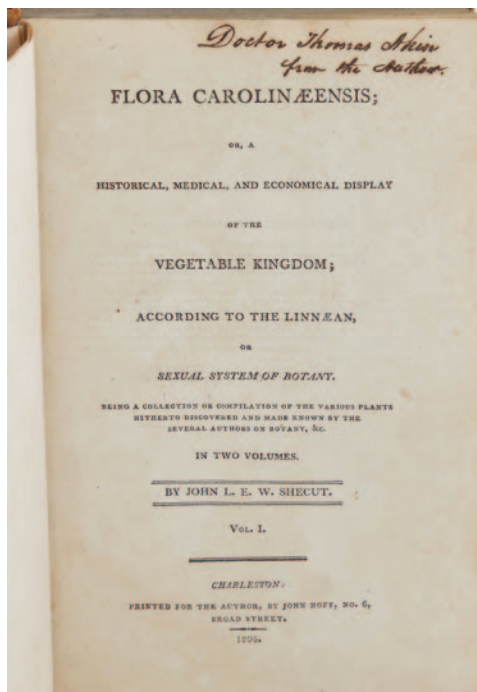 Doctor Thomas Akin
from the Author.
FLORA CAROLINÆENSIS;
OR, A
HISTORICAL, MEDICAL, AND ECONOMICAL DISPLAY
OF THE
VEGETABLE KINGDOM;
ACCORDING TO THE LINNÆAN,
OR
SEXUAL SYSTEM OF BOTANY.
BEING A COLLECTION OR COMPILATION OF THE VARIOUS PLANTS
HITHERTO DISCOVERED AND MADE KNOWN BY THE
SEVERAL AUTHORS ON BOTANY, &c.
IN TWO VOLUMES.
BY JOHN L. E. W. SHECUT.
VOL. I.
CHARLESTON:
PRINTED FOR THE AUTHOR, BY JOHN HOFF, NO. 6,
BROAD STREET.
1806.